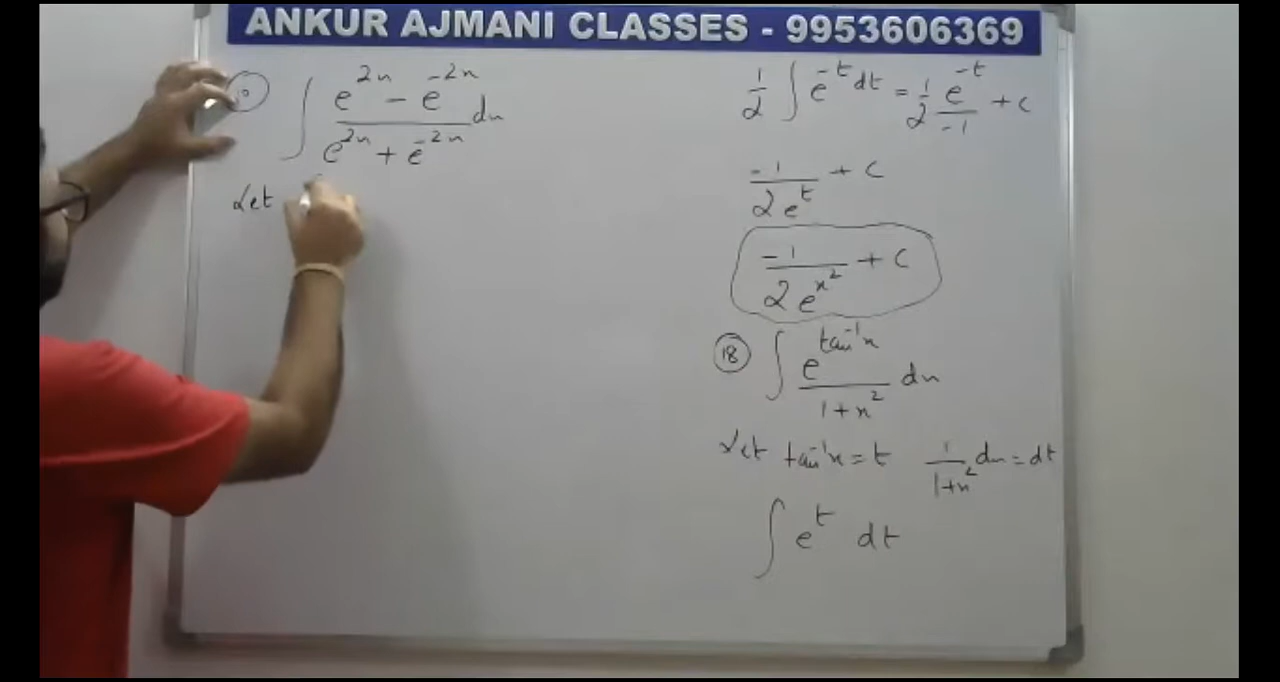 ANKUR AJMANI CLASSES - 9953606369
∫ (e^2x - e^-2x)/(e^2x + e^-2x) dx
Let
1/2 ∫ e^-t dt = 1/2 e^-t/-1 + c
-1/(2e^t) + c
-1/(2e^x²) + c
(18) ∫ e^(tan⁻¹x)/(1+x²) dx
Let tan⁻¹x = t 1/(1+x²) dx = dt
∫ e^t dt